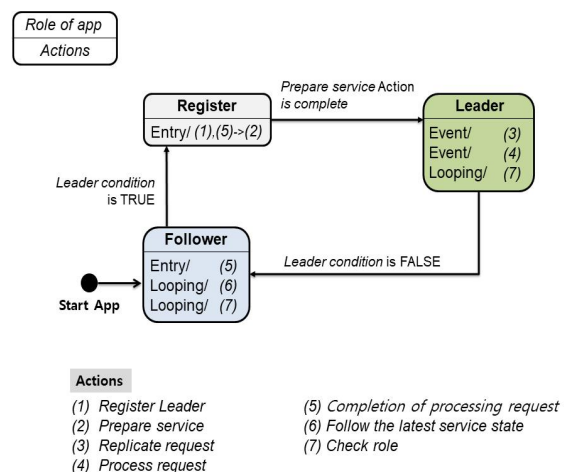 Role of app
Actions
Prepare service Action
is complete
Register
Entry/ (1),(5)->(2)
Leader
Event/ (3)
Event/ (4)
Looping/ (7)
Leader condition
is TRUE
Follower
Entry/ (5)
Looping/ (6)
Looping/ (7)
Leader condition is FALSE
Start App
Actions
(1) Register Leader
(2) Prepare service
(3) Replicate request
(4) Process request
(5) Completion of processing request
(6) Follow the latest service state
(7) Check role